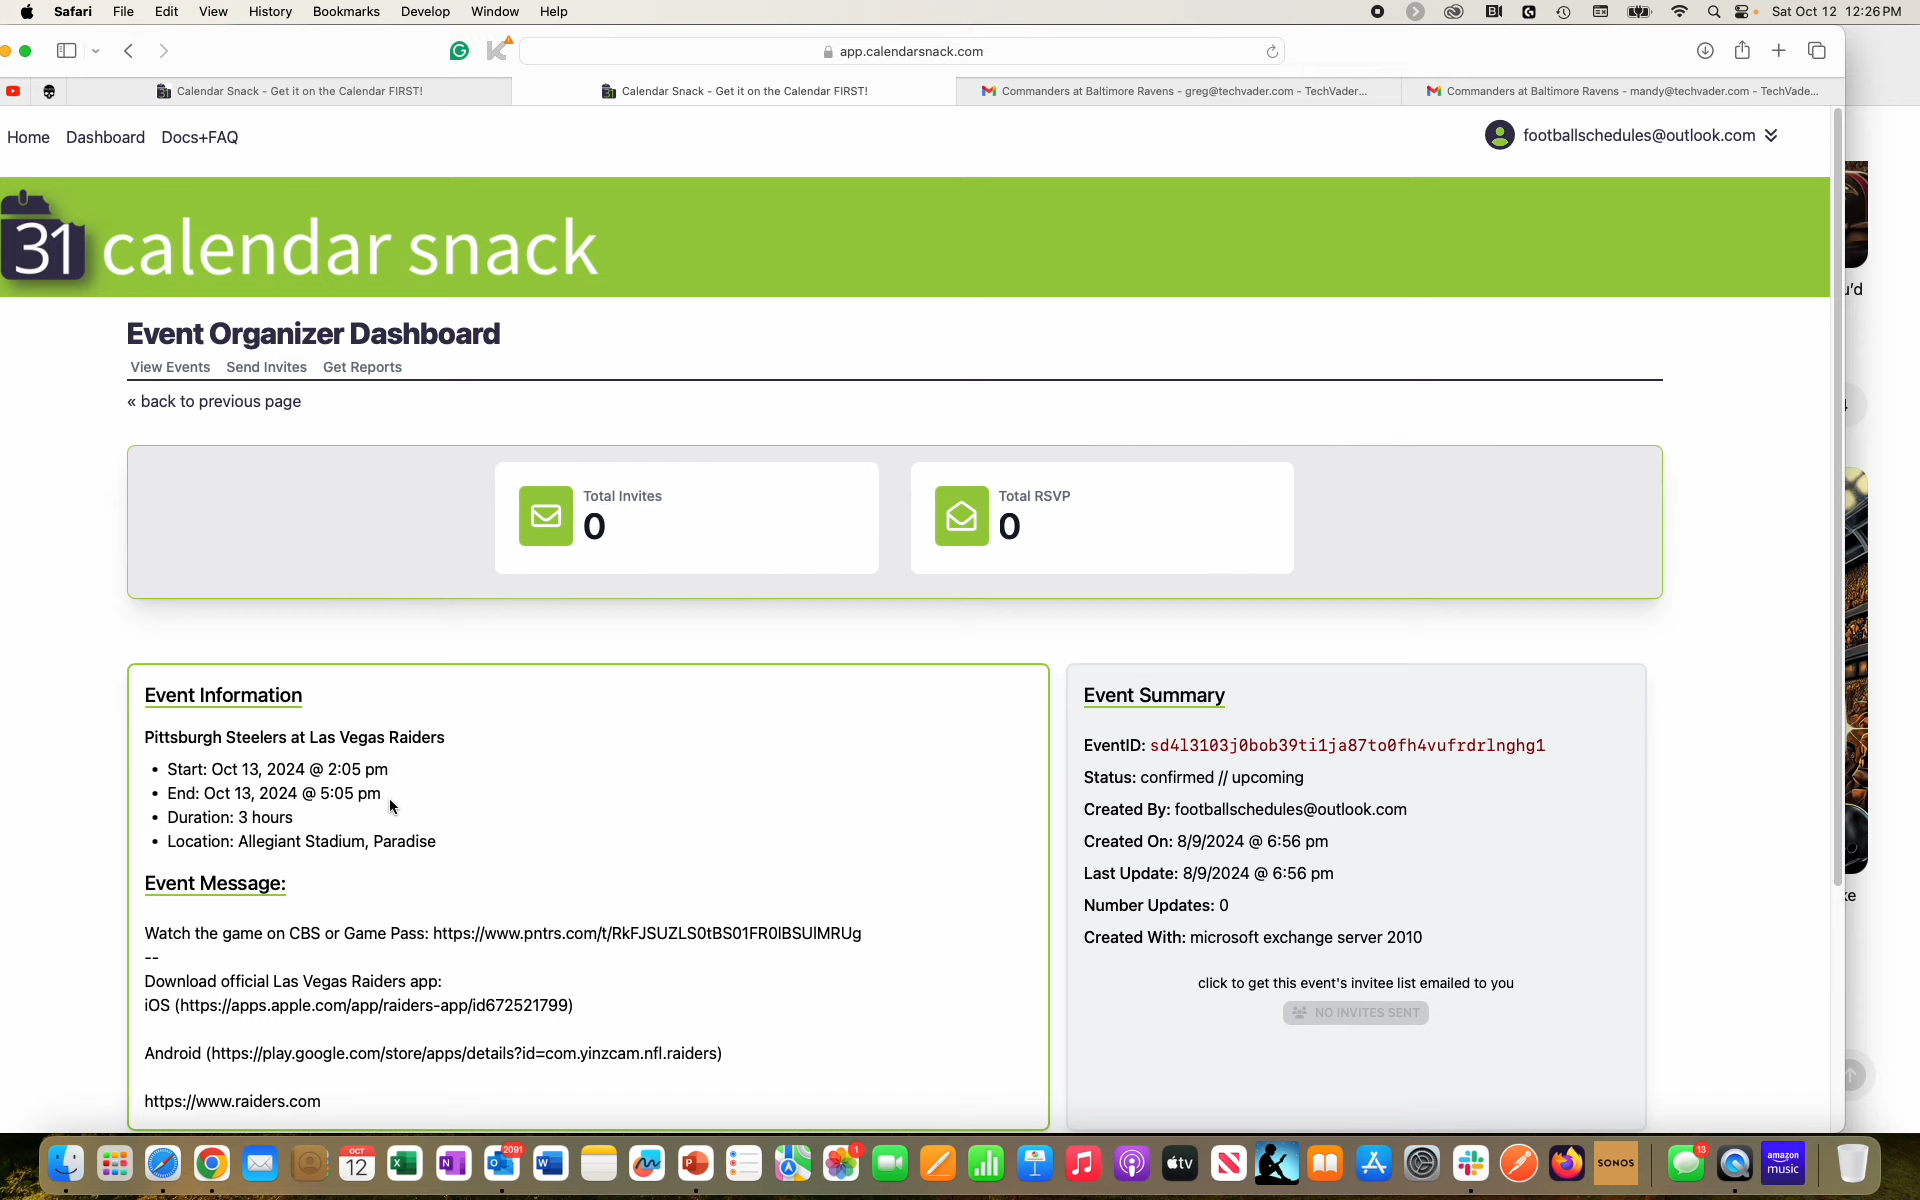 Safari File Edit View History Bookmarks Develop Window Help
Sat Oct 12 12:26 PM
app.calendarsnack.com
Calendar Snack - Get it on the Calendar FIRST!
Calendar Snack - Get it on the Calendar FIRST!
Commanders at Baltimore Ravens - greg@techvader.com - TechVader...
Commanders at Baltimore Ravens - mandy@techvader.com - TechVade...
Home Dashboard Docs+FAQ
footballschedules@outlook.com
u'd
31 calendar snack
Event Organizer Dashboard
View Events Send Invites Get Reports
« back to previous page
Total Invites
0
Total RSVP
0
Event Information
Pittsburgh Steelers at Las Vegas Raiders
• Start: Oct 13, 2024 @ 2:05 pm
• End: Oct 13, 2024 @ 5:05 pm
• Duration: 3 hours
• Location: Allegiant Stadium, Paradise
Event Message:
Watch the game on CBS or Game Pass: https://www.pntrs.com/t/RkFJSUZLS0tBS01FR0lBSUlMRUg
--
Download official Las Vegas Raiders app:
iOS (https://apps.apple.com/app/raiders-app/id672521799)
Android (https://play.google.com/store/apps/details?id=com.yinzcam.nfl.raiders)
https://www.raiders.com
Event Summary
EventID: sd4l3103j0bob39ti1ja87to0fh4vufrdrlnghg1
Status: confirmed // upcoming
Created By: footballschedules@outlook.com
Created On: 8/9/2024 @ 6:56 pm
Last Update: 8/9/2024 @ 6:56 pm
Number Updates: 0
Created With: microsoft exchange server 2010
click to get this event's invitee list emailed to you
NO INVITES SENT
OCT
12
2091
1
tv
SONOS
13
amazon
music